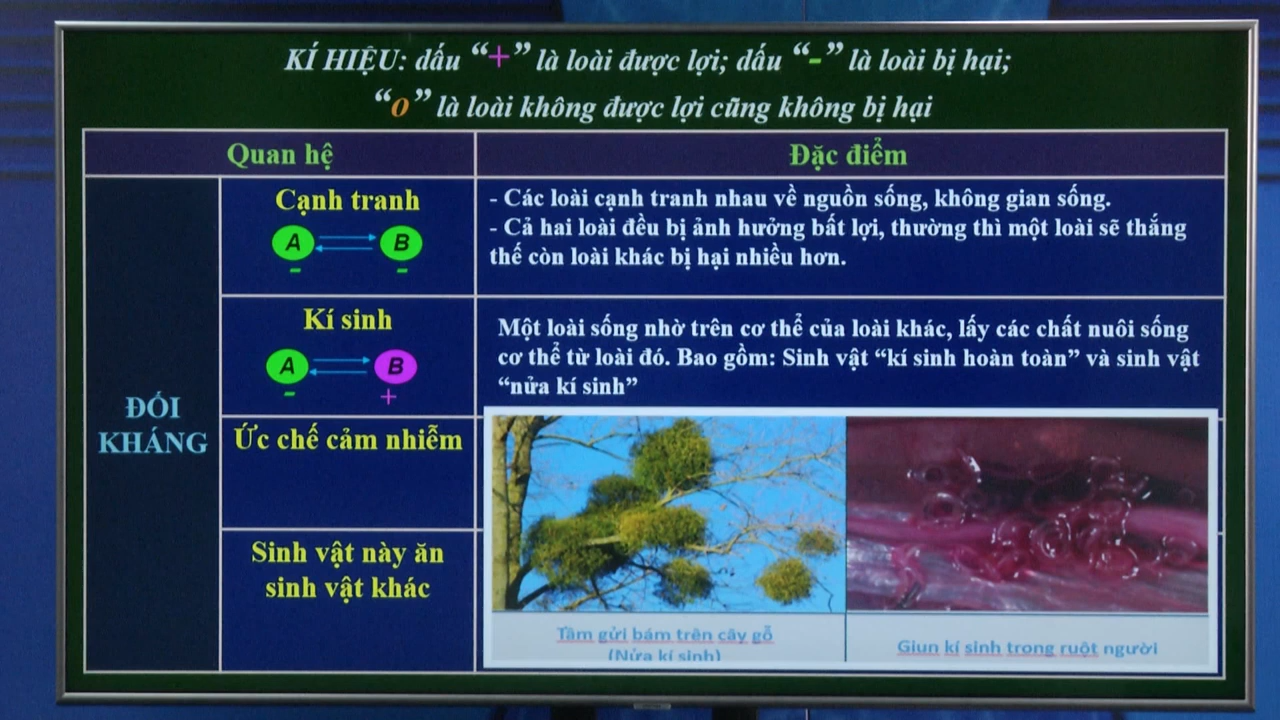 KÍ HIỆU: dấu “+” là loài được lợi; dấu “-” là loài bị hại;
“o” là loài không được lợi cũng không bị hại
Quan hệ
Đặc điểm
ĐỐI
KHÁNG
Cạnh tranh
A
B
-
-
- Các loài cạnh tranh nhau về nguồn sống, không gian sống.
- Cả hai loài đều bị ảnh hưởng bất lợi, thường thì một loài sẽ thắng
thế còn loài khác bị hại nhiều hơn.
Kí sinh
A
B
-
+
Một loài sống nhờ trên cơ thể của loài khác, lấy các chất nuôi sống
cơ thể từ loài đó. Bao gồm: Sinh vật “kí sinh hoàn toàn” và sinh vật
“nửa kí sinh”
Ức chế cảm nhiễm
Sinh vật này ăn
sinh vật khác
Tầm gửi bám trên cây gỗ
(Nửa kí sinh)
Giun kí sinh trong ruột người